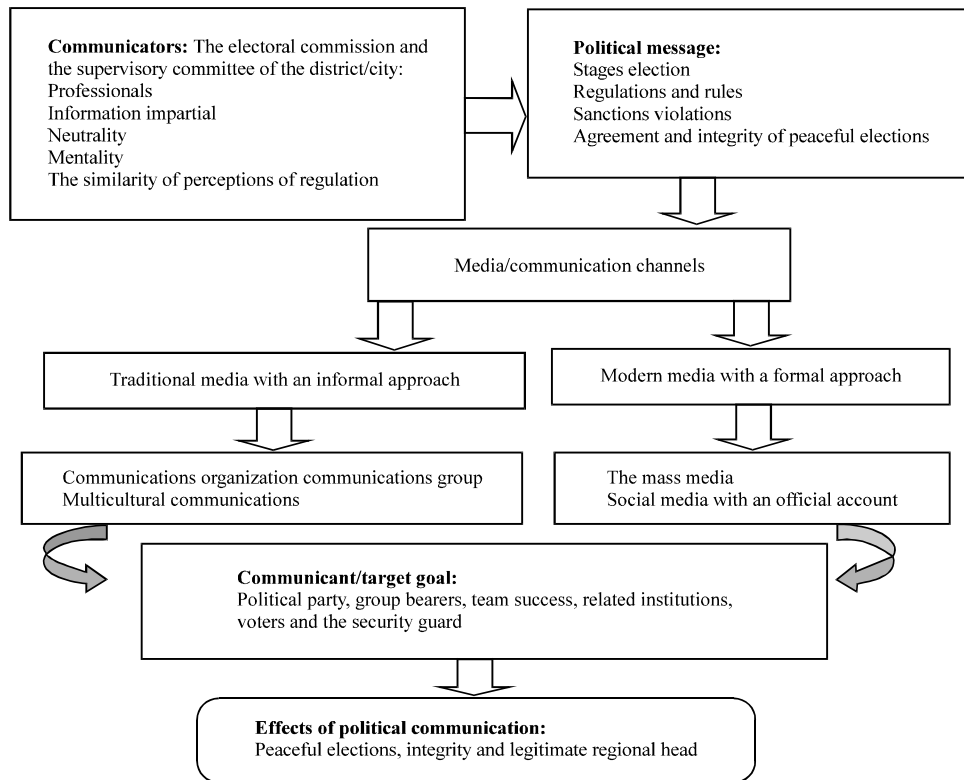 Communicators: The electoral commission and
the supervisory committee of the district/city:
Professionals
Information impartial
Neutrality
Mentality
The similarity of perceptions of regulation
Political message:
Stages election
Regulations and rules
Sanctions violations
Agreement and integrity of peaceful elections
Media/communication channels
Traditional media with an informal approach
Modern media with a formal approach
Communications organization communications group
Multicultural communications
The mass media
Social media with an official account
Communicant/target goal:
Political party, group bearers, team success, related institutions,
voters and the security guard
Effects of political communication:
Peaceful elections, integrity and legitimate regional head